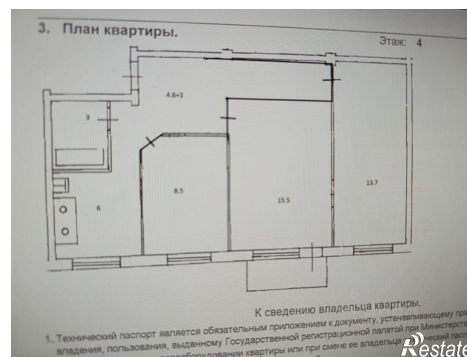 3. План квартиры.
Этаж: 4
4.6+3
3
8.5
13.7
15.5
6
К сведению владельца квартиры.
1. Технический паспорт является обязательным приложением к документу, устанавливающему пра
владения, пользования, выданному Государственной регистрационной палатой при Министерств
квартиры или при смене ее владельца
Restate